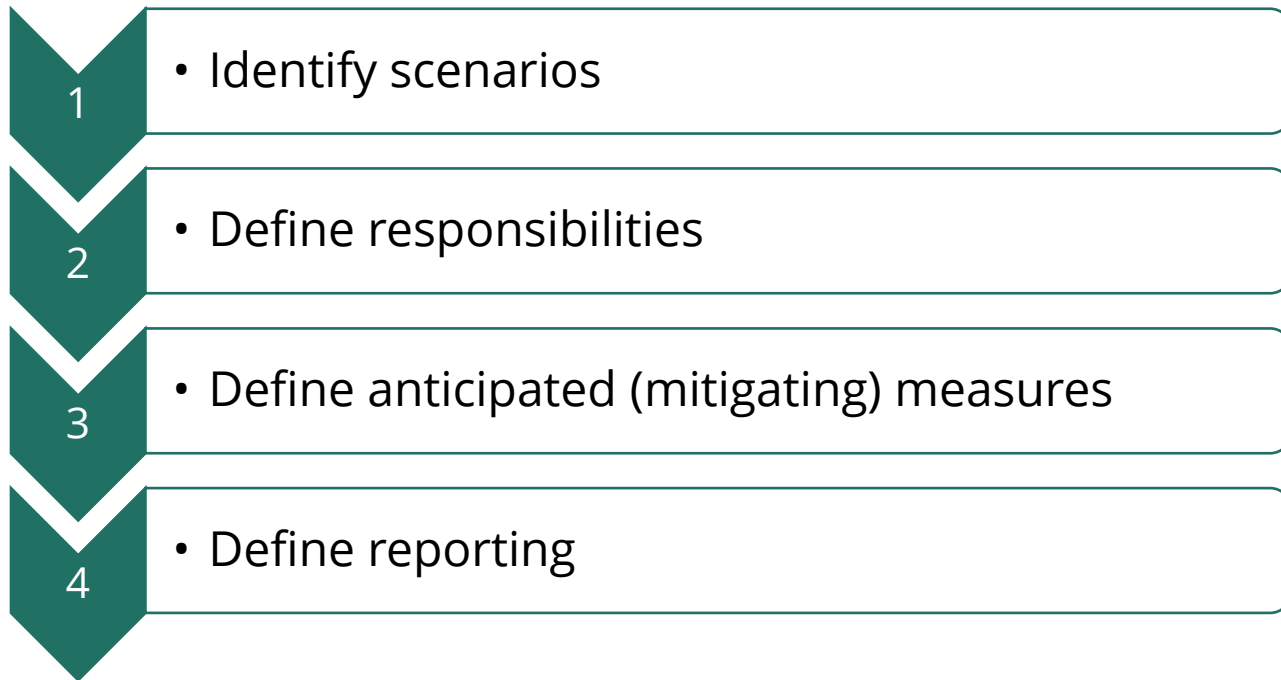 1
• Identify scenarios
2
• Define responsibilities
3
• Define anticipated (mitigating) measures
4
• Define reporting